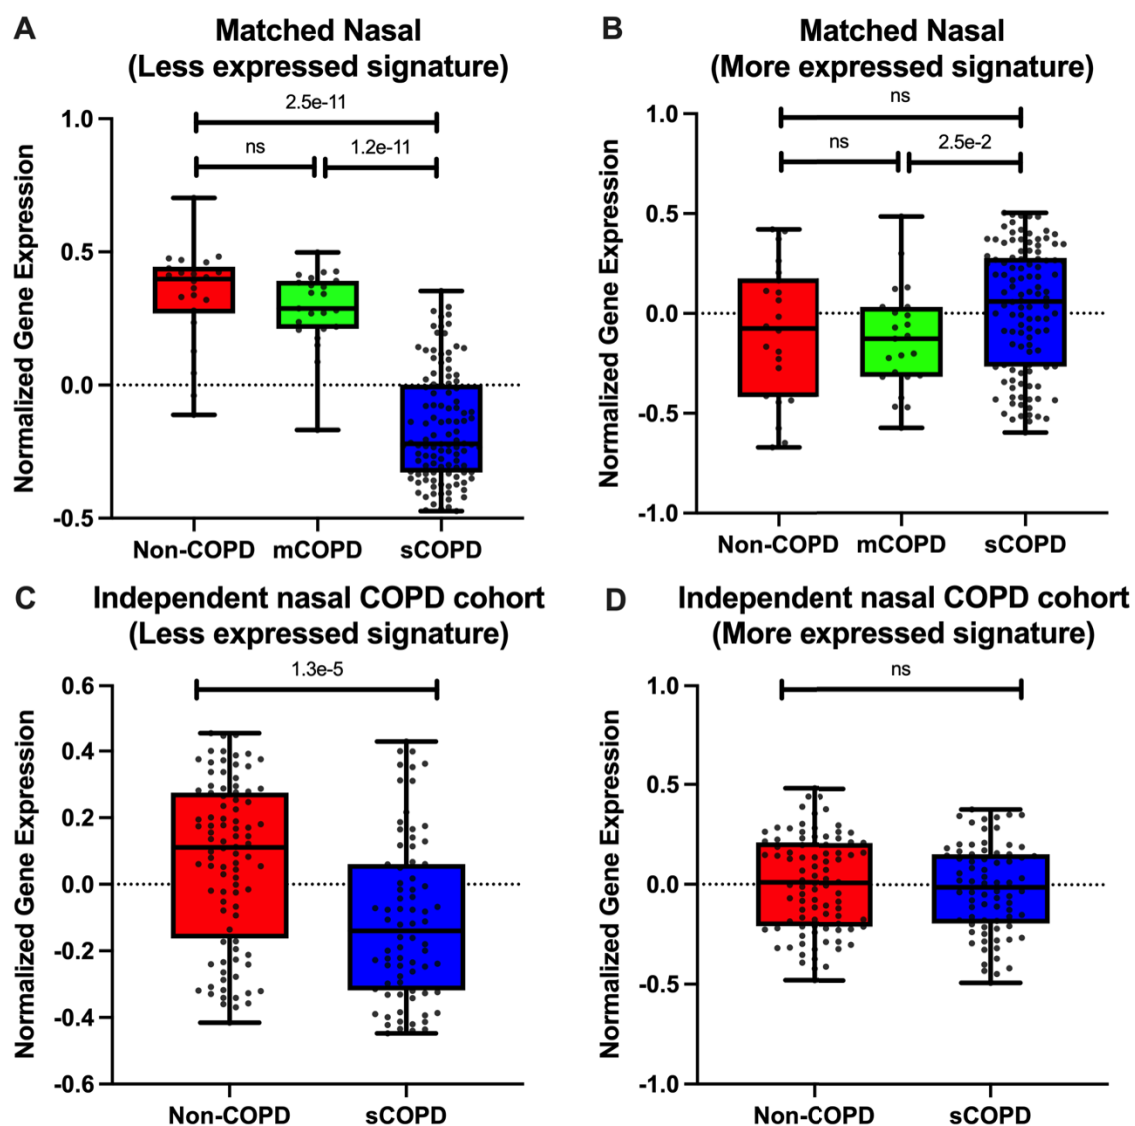 A
Matched Nasal
(Less expressed signature)
2.5e-11
ns
1.2e-11
1.0
0.5
0.0
-0.5
Normalized Gene Expression
Non-COPD
mCOPD
sCOPD
B
Matched Nasal
(More expressed signature)
ns
ns
2.5e-2
1.0
0.5
0.0
-0.5
-1.0
Normalized Gene Expression
Non-COPD
mCOPD
sCOPD
C
Independent nasal COPD cohort
(Less expressed signature)
1.3e-5
0.6
0.4
0.2
0.0
-0.2
-0.4
-0.6
Normalized Gene Expression
Non-COPD
sCOPD
D
Independent nasal COPD cohort
(More expressed signature)
ns
1.0
0.5
0.0
-0.5
-1.0
Normalized Gene Expression
Non-COPD
sCOPD